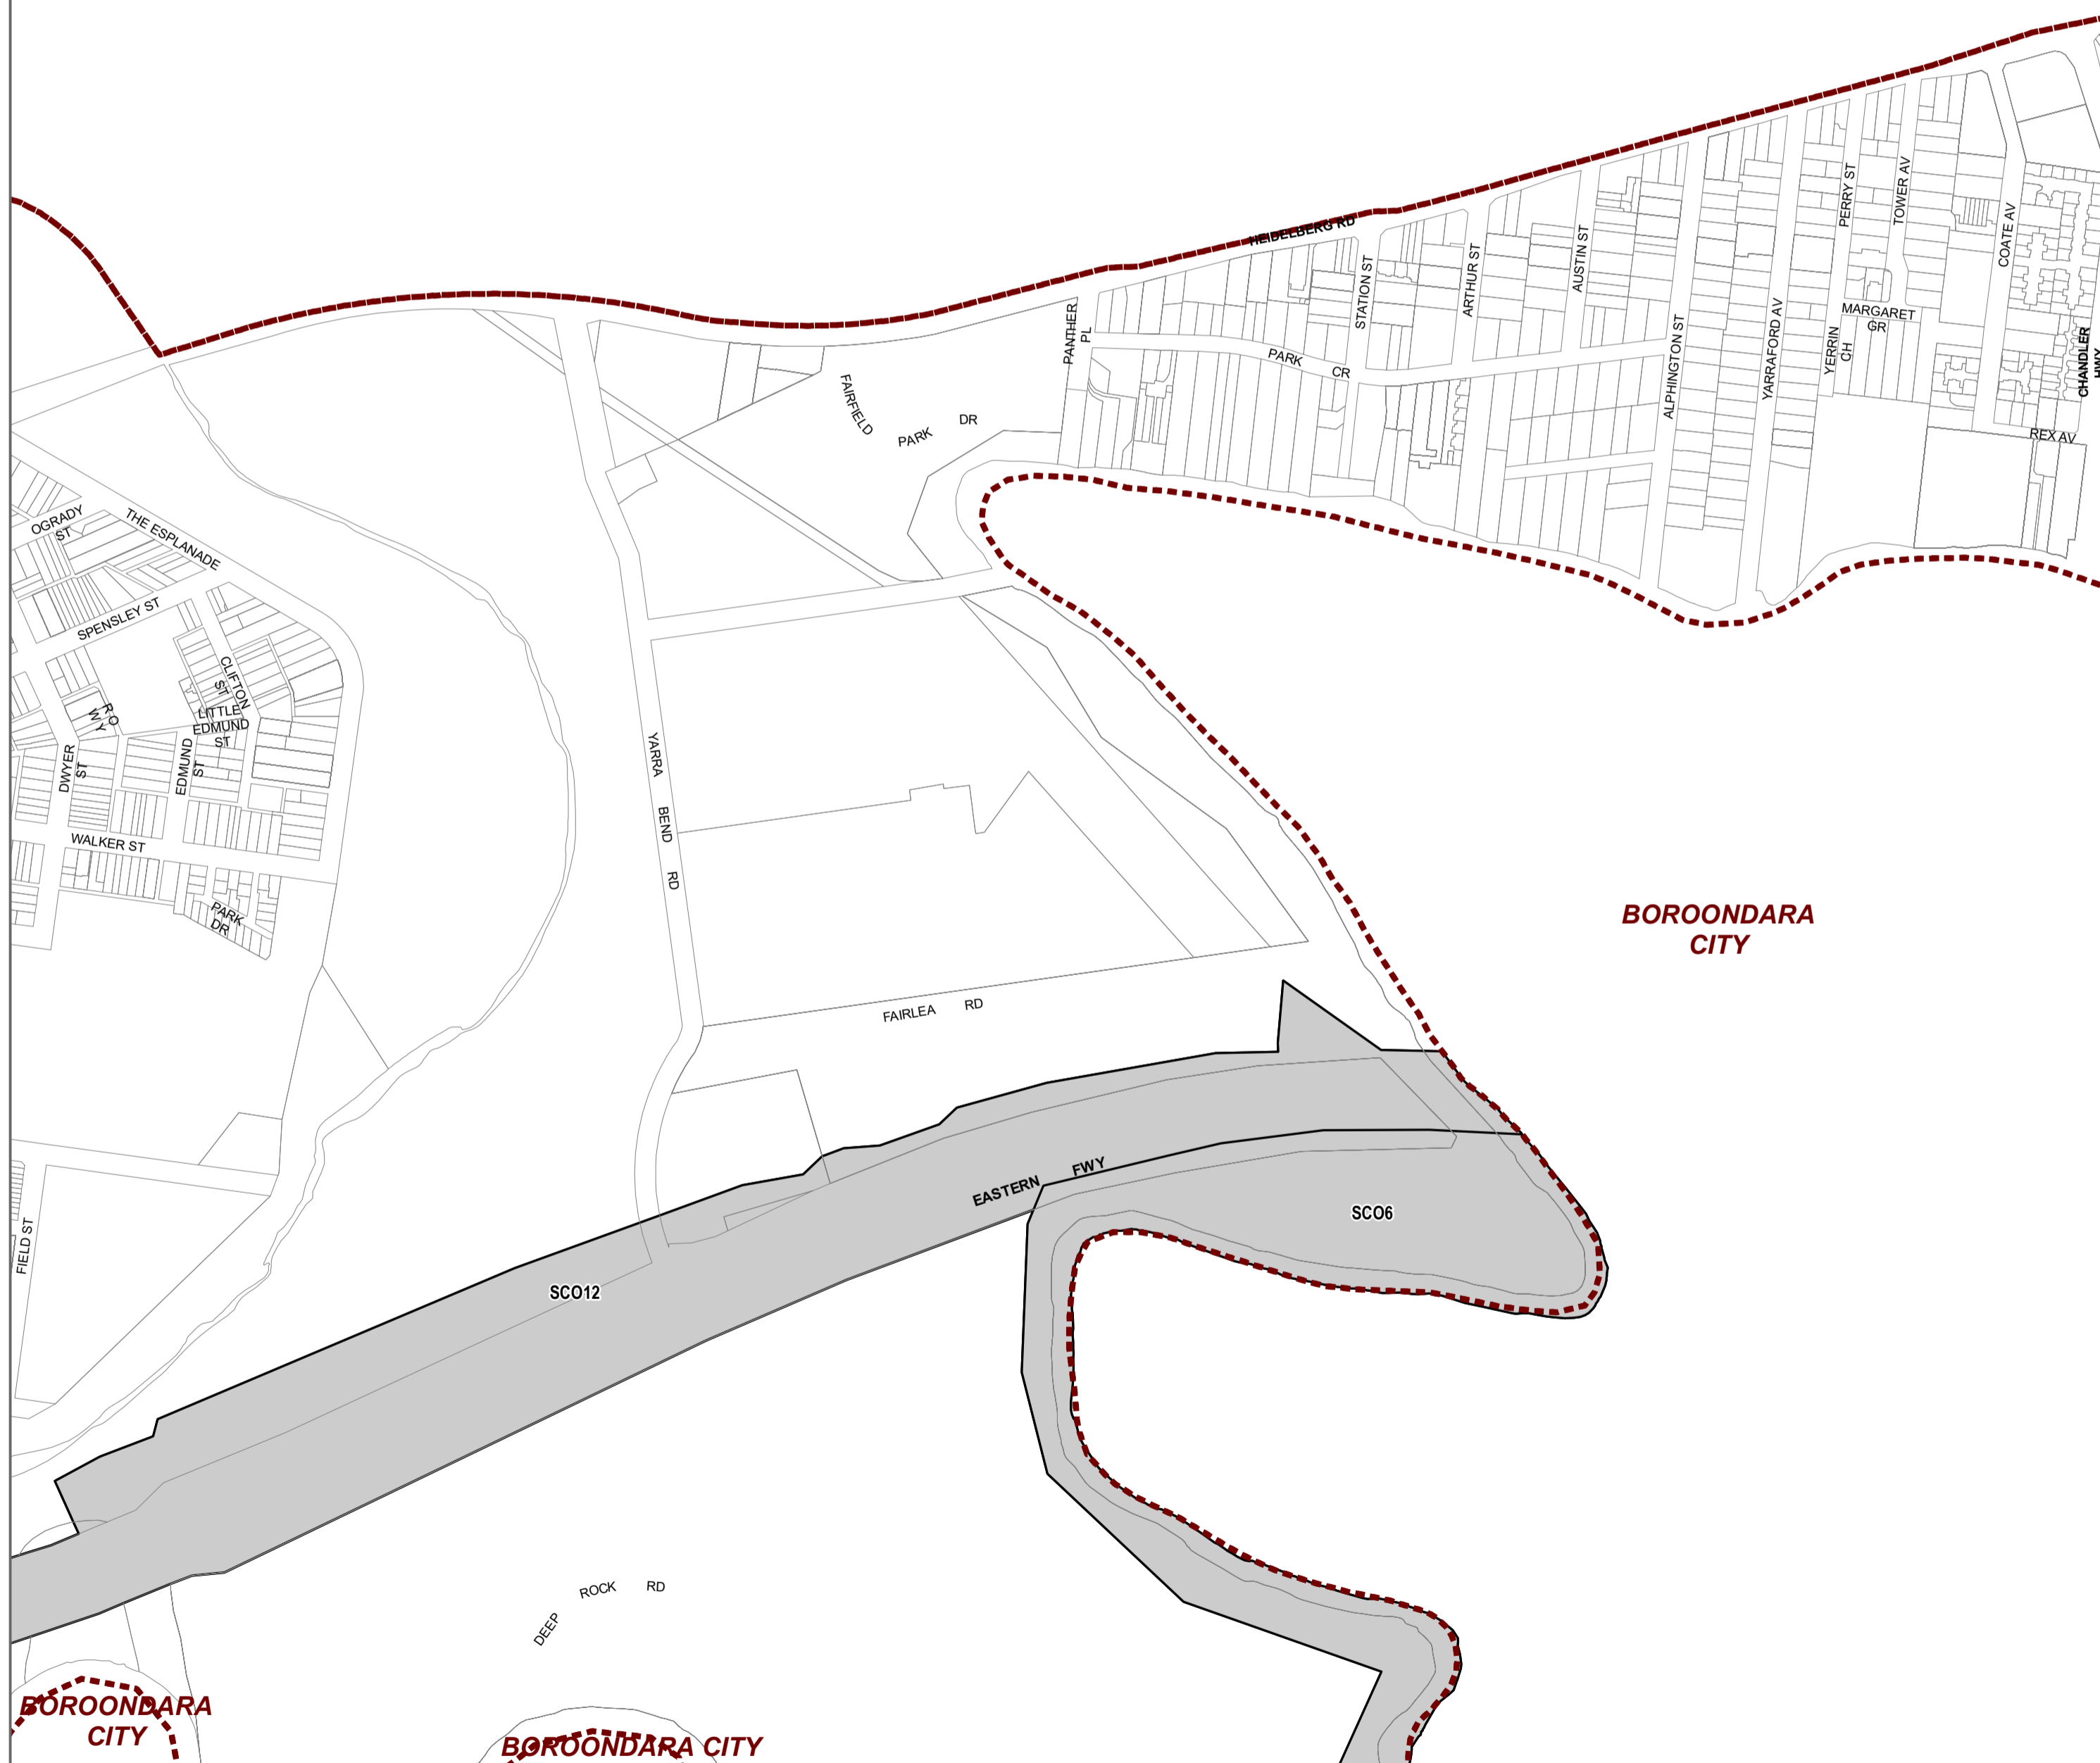 HEIDELBERG RD
PERRY ST
TOWER AV
COATE AV
STATION ST
ARTHUR ST
AUSTIN ST
ALPHINGTON ST
YARRAFORD AV
YERRIN
CH
MARGARET
GR
CHANDLER
HWY
REX AV
PANTHER
PL
PARK
CR
FAIRFIELD
PARK
DR
OGRADY
ST
THE ESPLANADE
SPENSLEY ST
CLIFTON
ST
RO
WY
LITTLE
EDMUND
ST
DWYER
ST
EDMUND
ST
WALKER ST
PARK
DR
YARRA
BEND
RD
BOROONDARA
CITY
FAIRLEA
RD
EASTERN
FWY
SCO6
FIELD ST
SCO12
DEEP
ROCK
RD
BOROONDARA
CITY
BOROONDARA CITY